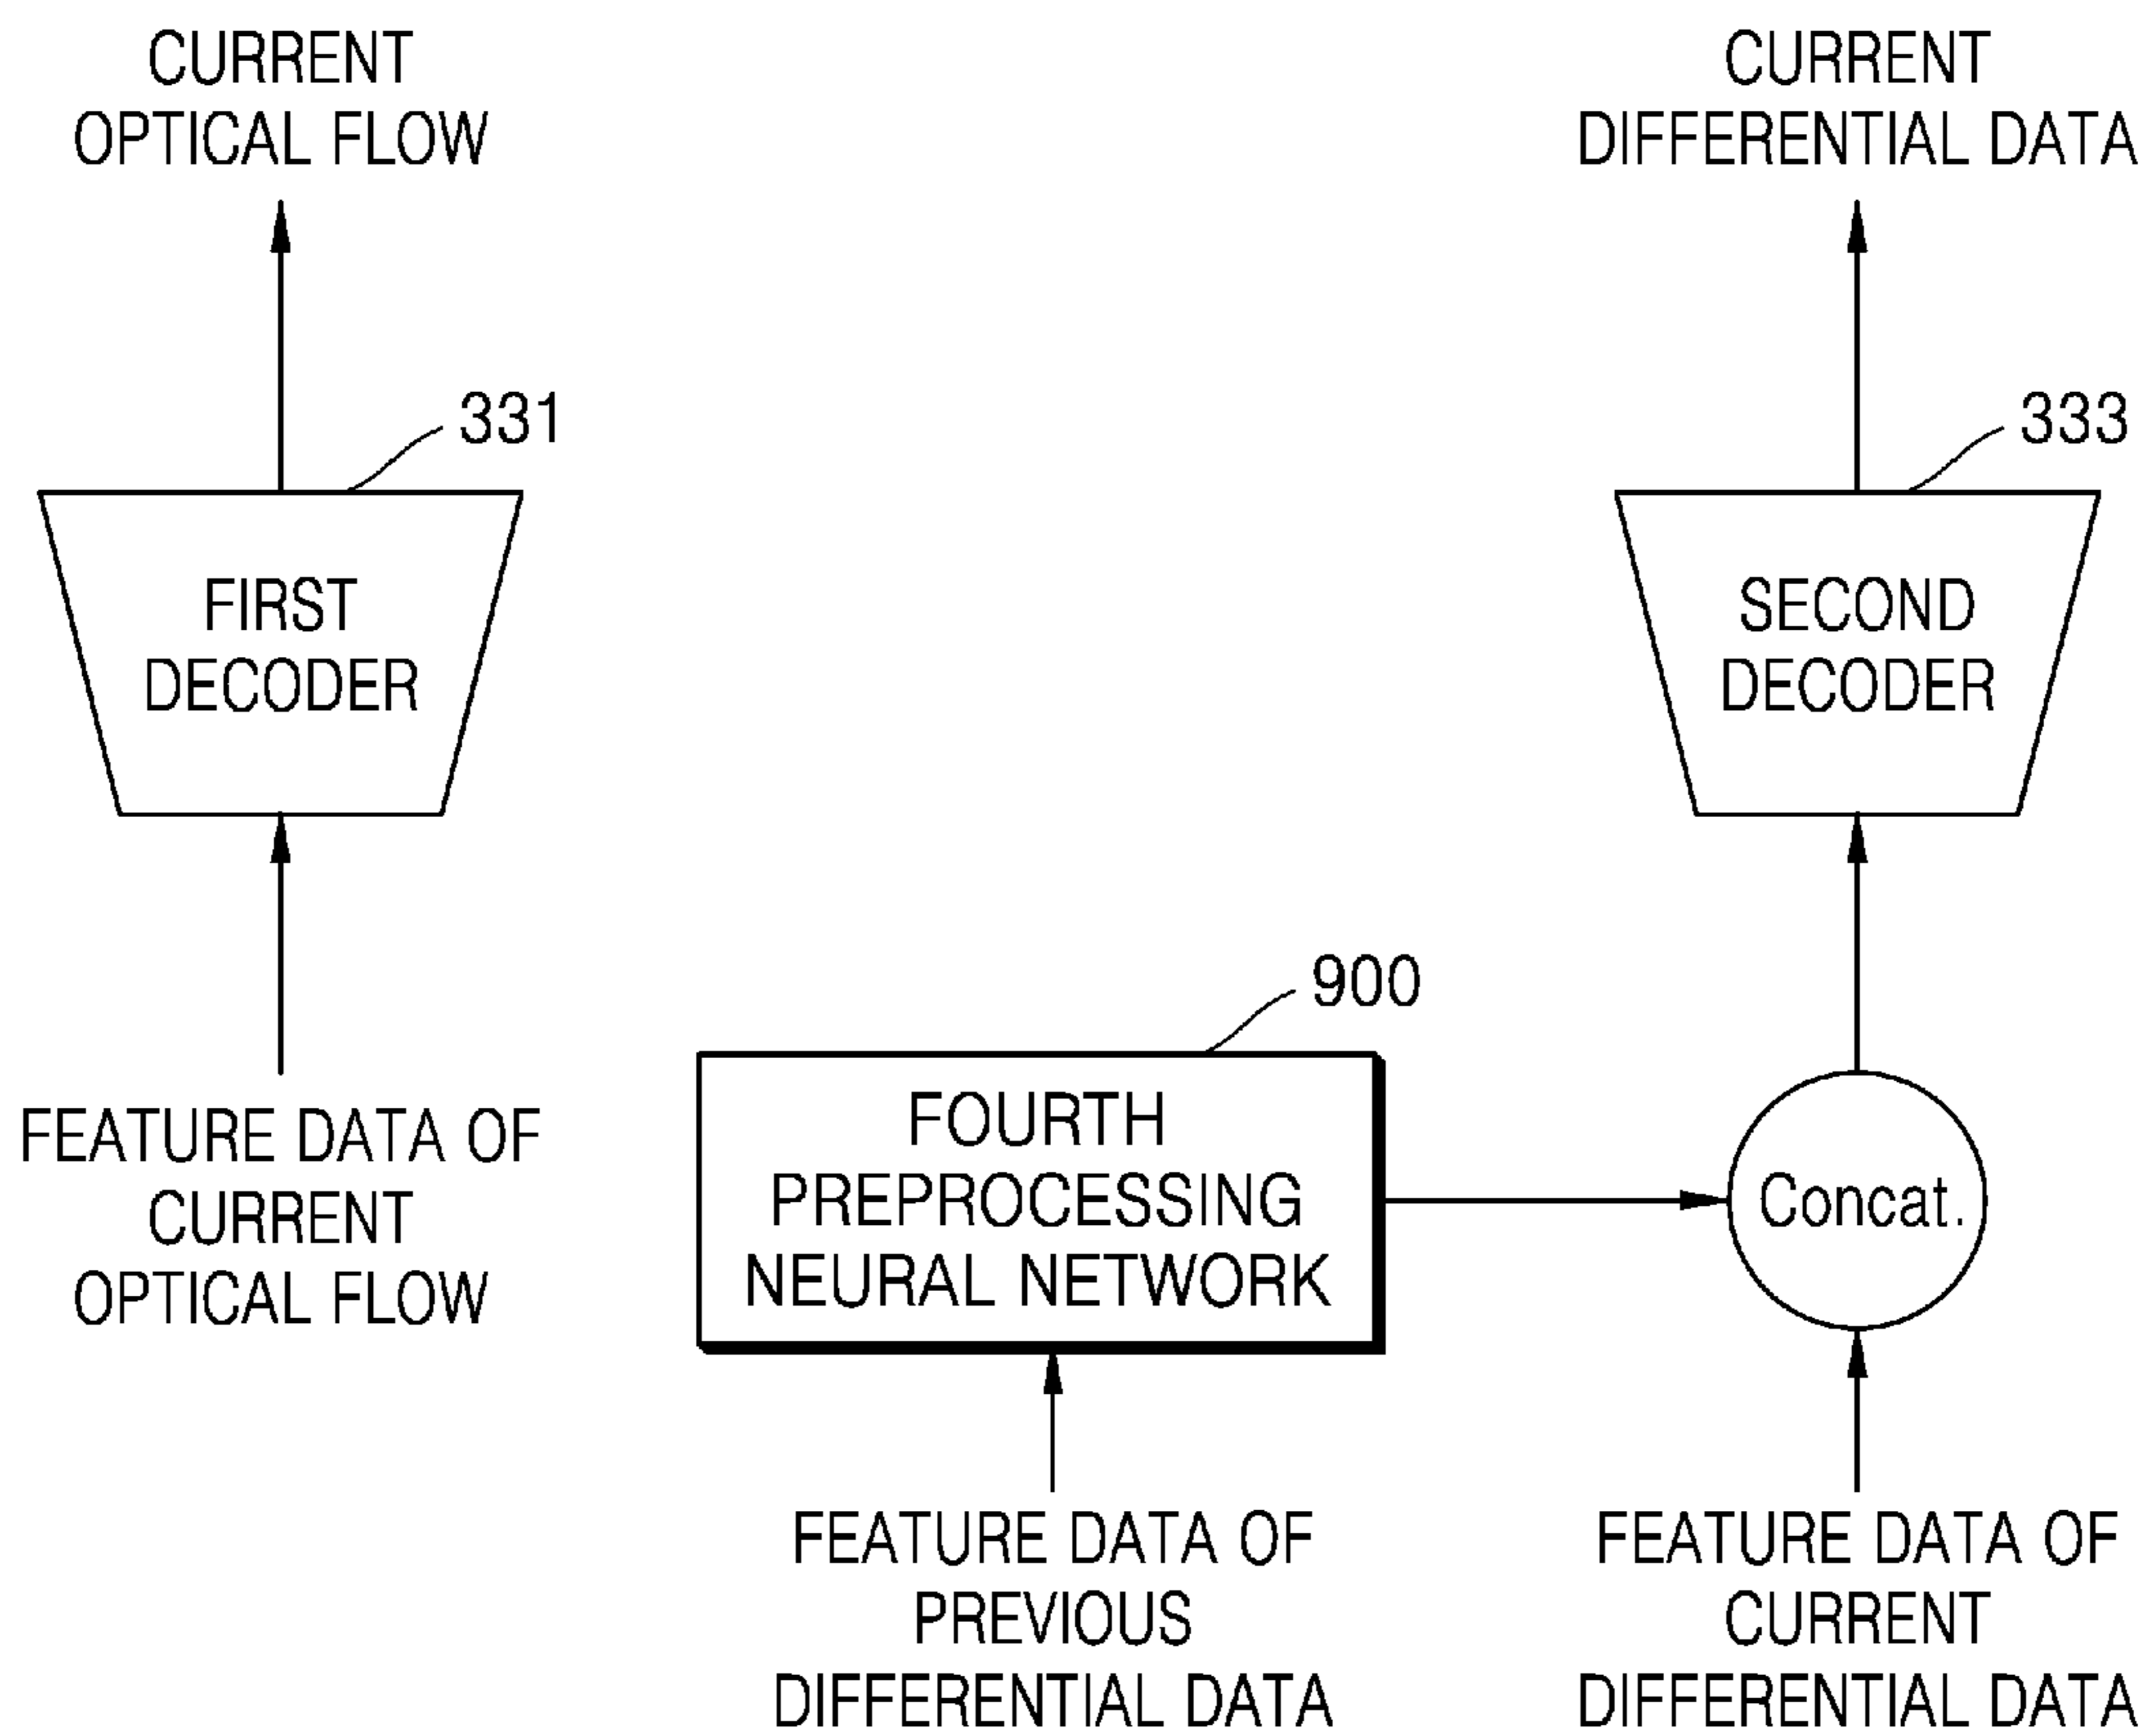 CURRENT
OPTICAL FLOW
CURRENT
DIFFERENTIAL DATA
331
333
FIRST
DECODER
SECOND
DECODER
900
FEATURE DATA OF
CURRENT
OPTICAL FLOW
FOURTH
PREPROCESSING
NEURAL NETWORK
Concat.
FEATURE DATA OF
PREVIOUS
DIFFERENTIAL DATA
FEATURE DATA OF
CURRENT
DIFFERENTIAL DATA